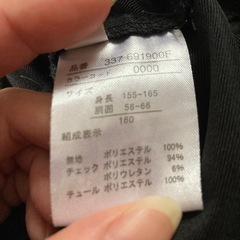 品番 337 691900F
カラーコード 0000
サイズ
身長 155-165
胴囲 58-66
160
組成表示
無地 ポリエステル 100%
チェック ポリエステル 94%
ポリウレタン 6%
チュール ポリエステル 100%